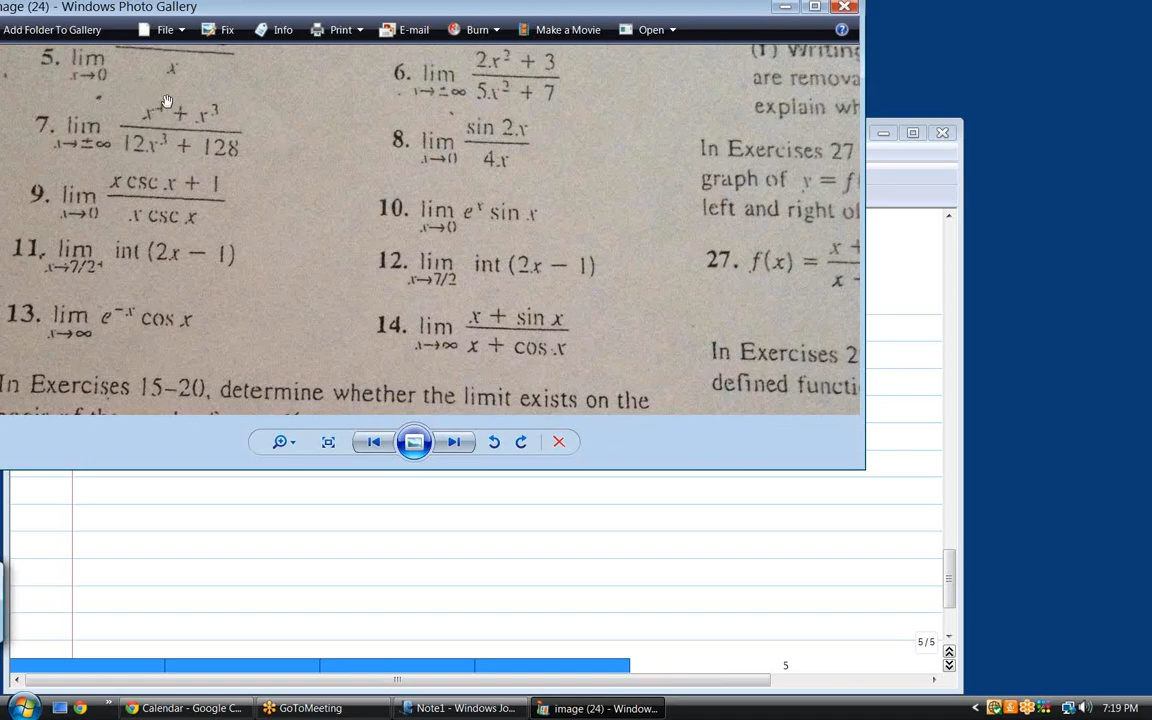 image (24) - Windows Photo Gallery
Add Folder To Gallery File Fix Info Print E-mail Burn Make a Movie Open
5. lim x→0 x
6. lim x→±∞ 2x² + 3 / 5x² + 7
7. lim x→±∞ x⁴ + x³ / 12x³ + 128
8. lim x→0 sin 2x / 4x
9. lim x→0 x csc x + 1 / x csc x
10. lim x→0 eˣ sin x
11. lim x→7/2⁺ int (2x − 1)
12. lim x→7/2 int (2x − 1)
13. lim x→∞ e⁻ˣ cos x
14. lim x→∞ x + sin x / x + cos x
In Exercises 15–20, determine whether the limit exists on the
(f) Writing
are remova
explain wh
In Exercises 27
graph of y = f
left and right of
27. f(x) = x + / x −
In Exercises 2
defined functi
5/5
5
Calendar - Google C... GoToMeeting Note1 - Windows Jo... image (24) - Window... 7:19 PM